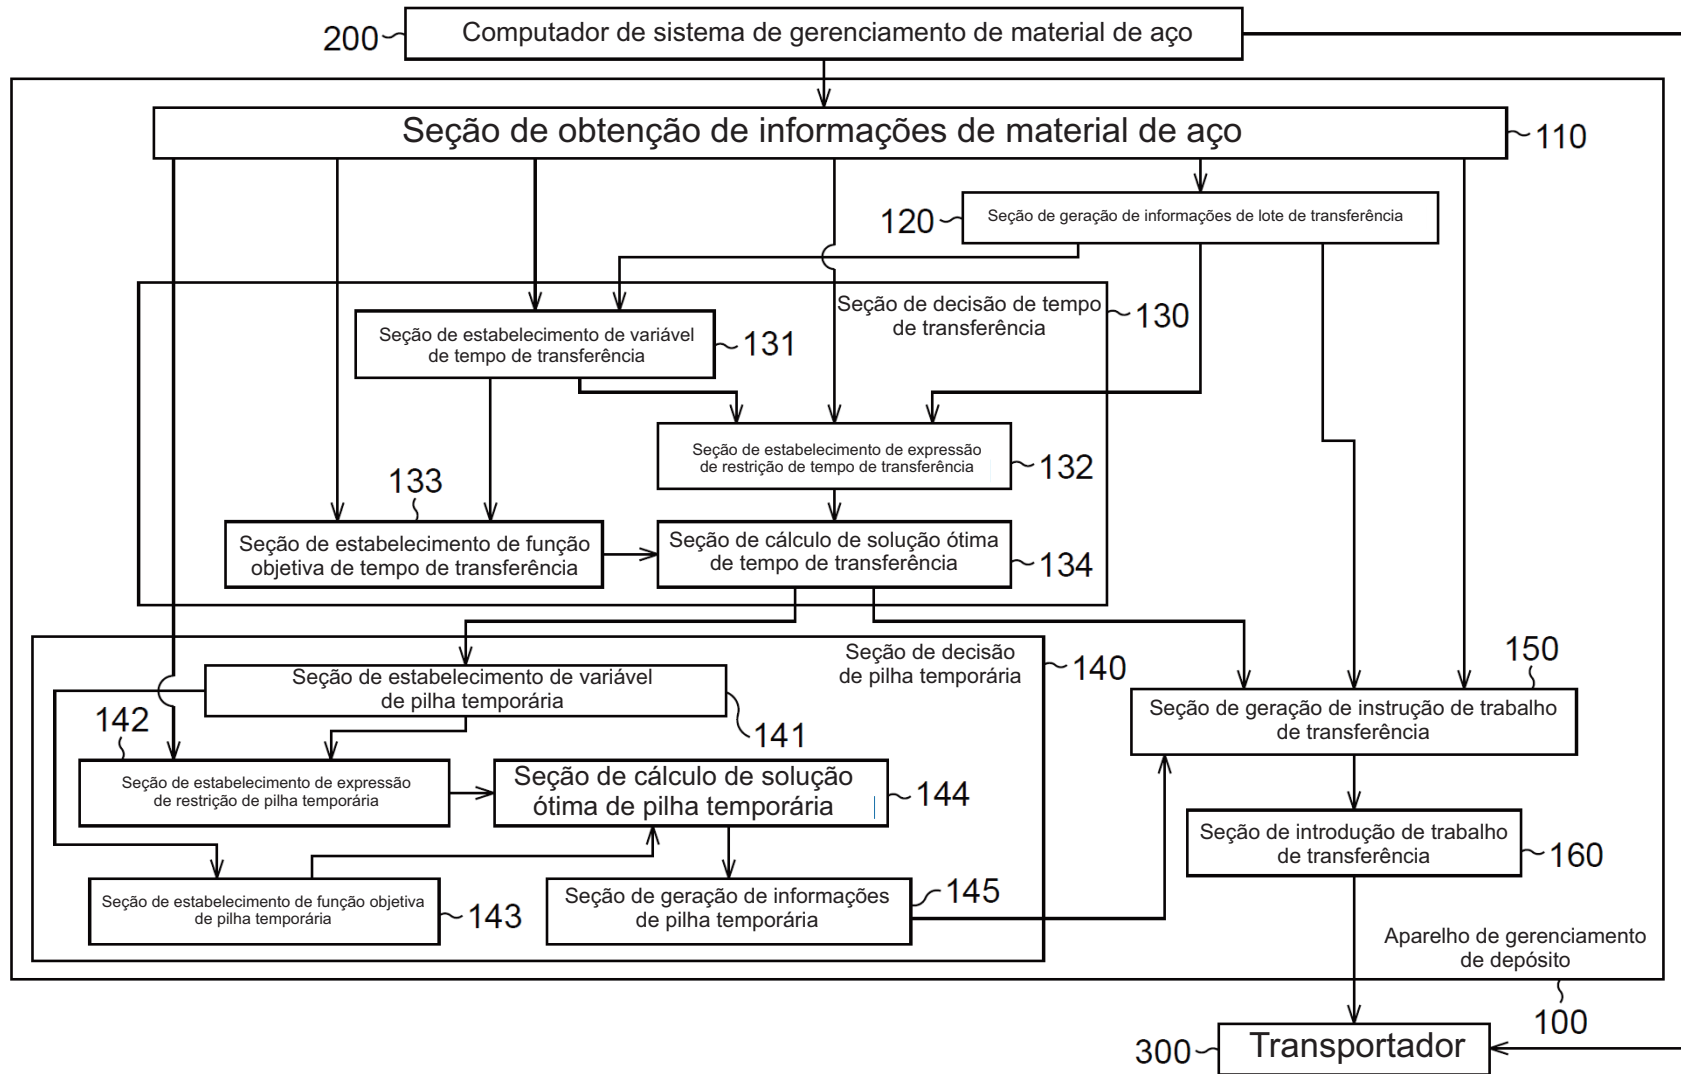 200
Computador de sistema de gerenciamento de material de aço
Seção de obtenção de informações de material de aço
110
120
Seção de geração de informações de lote de transferência
Seção de decisão de tempo
de transferência
130
Seção de estabelecimento de variável
de tempo de transferência
131
Seção de estabelecimento de expressão
de restrição de tempo de transferência
132
133
Seção de estabelecimento de função
objetiva de tempo de transferência
Seção de cálculo de solução ótima
de tempo de transferência
134
Seção de decisão
de pilha temporária
140
Seção de estabelecimento de variável
de pilha temporária
141
142
Seção de estabelecimento de expressão
de restrição de pilha temporária
Seção de cálculo de solução
ótima de pilha temporária
144
Seção de estabelecimento de função objetiva
de pilha temporária
143
Seção de geração de informações
de pilha temporária
145
150
Seção de geração de instrução de trabalho
de transferência
Seção de introdução de trabalho
de transferência
160
Aparelho de gerenciamento
de depósito
100
300
Transportador